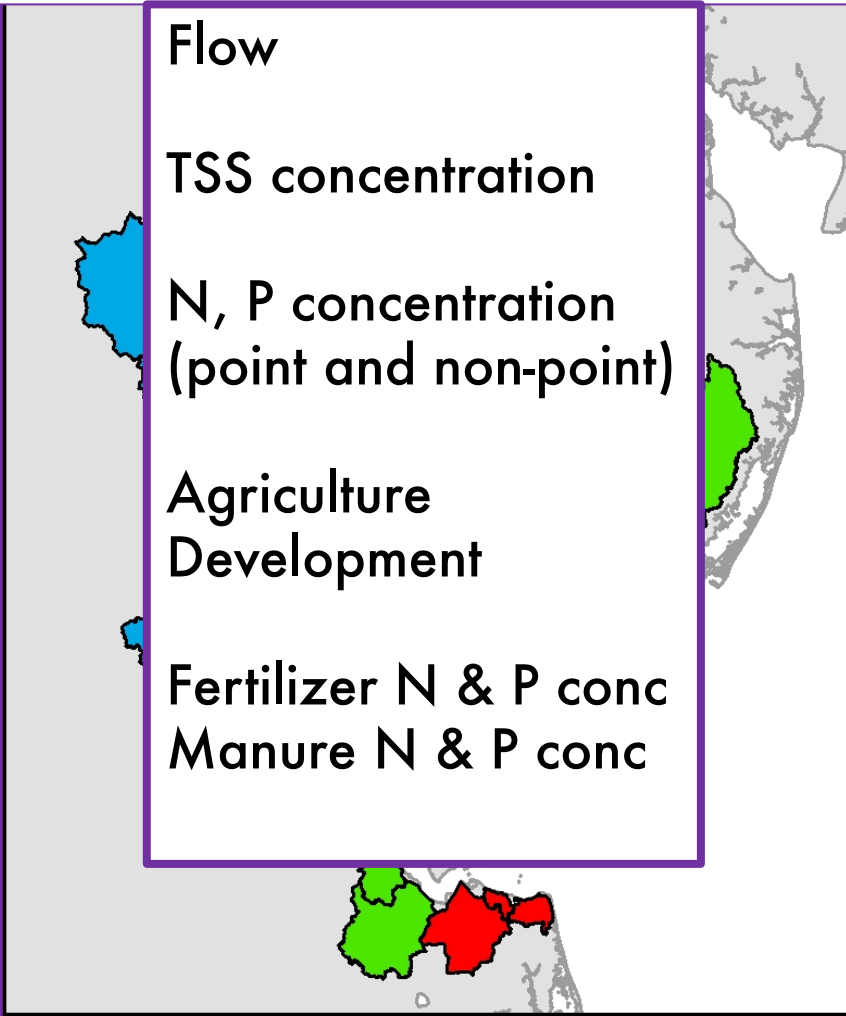 Flow
TSS concentration
N, P concentration
(point and non-point)
Agriculture
Development
Fertilizer N & P conc
Manure N & P conc